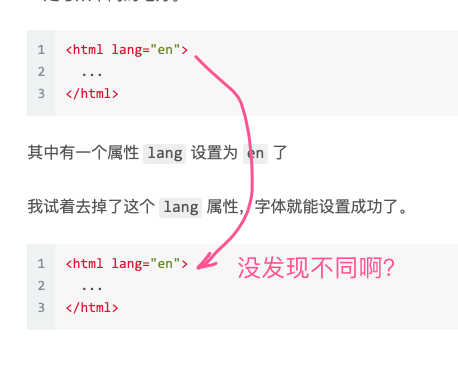 1 <html lang="en">
2 ...
3 </html>
其中有一个属性 lang 设置为 en 了
我试着去掉了这个 lang 属性，字体就能设置成功了。
1 <html lang="en">
2 ...
3 </html>
没发现不同啊？